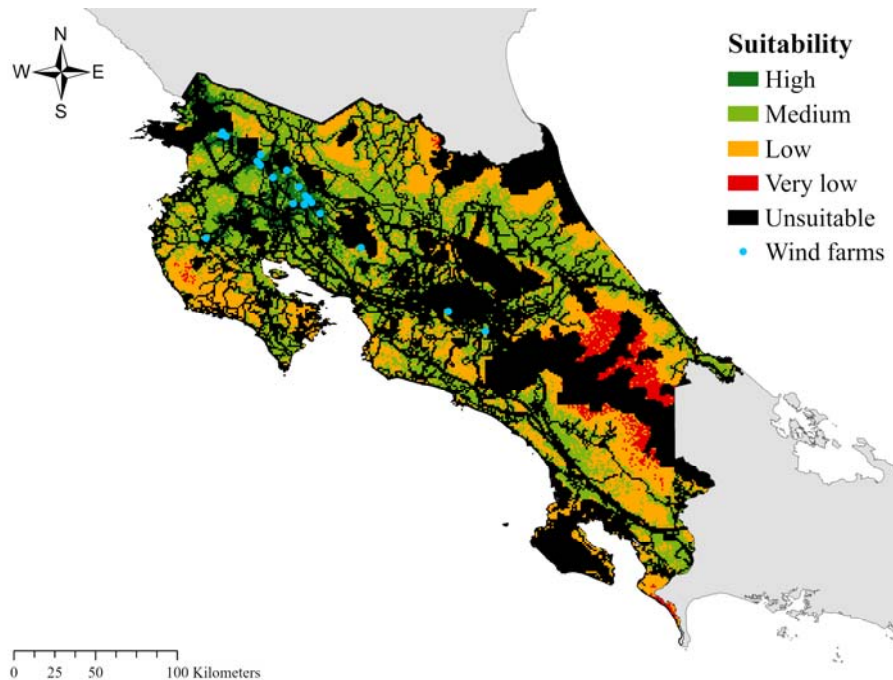 N
W E
S
Suitability
High
Medium
Low
Very low
Unsuitable
Wind farms
0 25 50 100 Kilometers